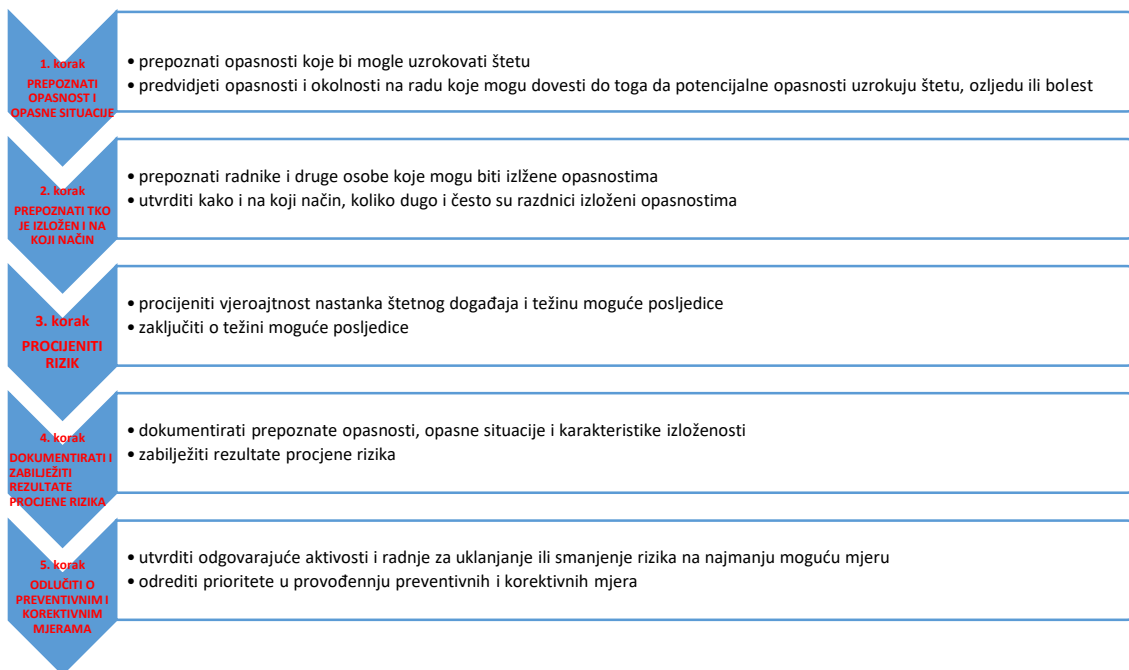 1. korak
PREPOZNATI
OPASNOST I
OPASNE SITUACIJE
• prepoznati opasnosti koje bi mogle uzrokovati štetu
• predvidjeti opasnosti i okolnosti na radu koje mogu dovesti do toga da potencijalne opasnosti uzrokuju štetu, ozljedu ili bolest
2. korak
PREPOZNATI TKO
JE IZLOŽEN I NA
KOJI NAČIN
• prepoznati radnike i druge osobe koje mogu biti izlžene opasnostima
• utvrditi kako i na koji način, koliko dugo i često su razdnici izloženi opasnostima
3. korak
PROCIJENITI
RIZIK
• procijeniti vjeroajtnost nastanka štetnog događaja i težinu moguće posljedice
• zaključiti o težini moguće posljedice
4. korak
DOKUMENTIRATI I
ZABILJEŽITI
REZULTATE
PROCJENE RIZIKA
• dokumentirati prepoznate opasnosti, opasne situacije i karakteristike izloženosti
• zabilježiti rezultate procjene rizika
5. korak
ODLUČITI O
PREVENTIVNIM I
KOREKTIVNIM
MJERAMA
• utvrditi odgovarajuće aktivosti i radnje za uklanjanje ili smanjenje rizika na najmanju moguću mjeru
• odrediti prioritete u provođennju preventivnih i korektivnih mjera